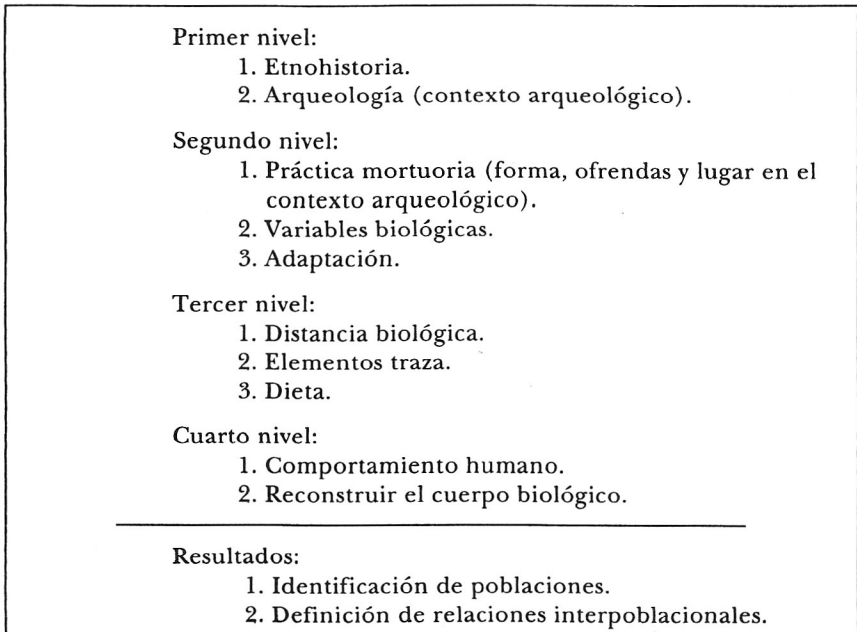 Primer nivel:
1. Etnohistoria.
2. Arqueología (contexto arqueológico).
Segundo nivel:
1. Práctica mortuoria (forma, ofrendas y lugar en el
contexto arqueológico).
2. Variables biológicas.
3. Adaptación.
Tercer nivel:
1. Distancia biológica.
2. Elementos traza.
3. Dieta.
Cuarto nivel:
1. Comportamiento humano.
2. Reconstruir el cuerpo biológico.
Resultados:
1. Identificación de poblaciones.
2. Definición de relaciones interpoblacionales.